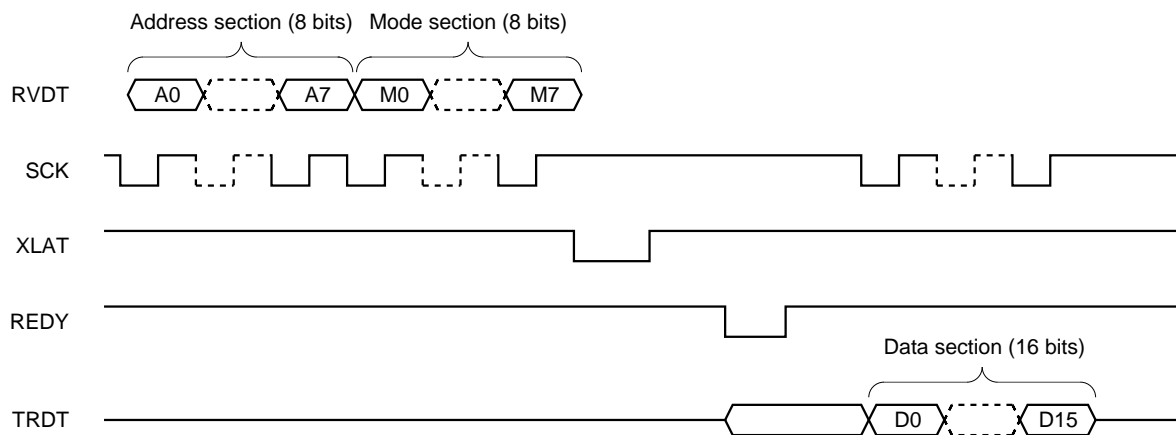 Address section (8 bits) Mode section (8 bits)
RVDT A0 A7 M0 M7
SCK
XLAT
REDY
Data section (16 bits)
TRDT D0 D15